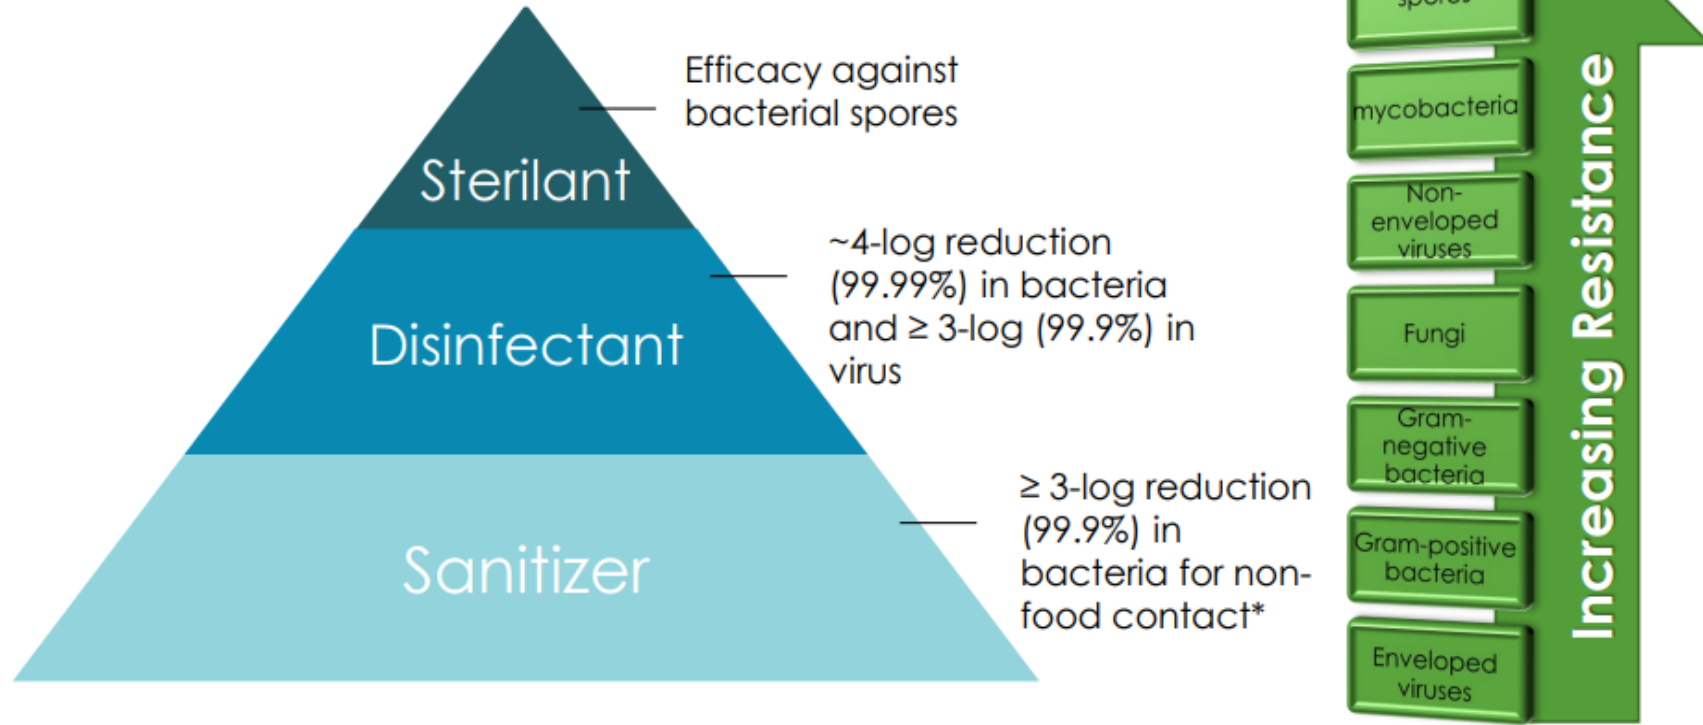 Efficacy against
bacterial spores
Sterilant
~4-log reduction
(99.99%) in bacteria
and ≥ 3-log (99.9%) in
virus
Disinfectant
≥ 3-log reduction
(99.9%) in
bacteria for non-
food contact*
Sanitizer
spores
mycobacteria
Non-
enveloped
viruses
Fungi
Gram-
negative
bacteria
Gram-positive
bacteria
Enveloped
viruses
Increasing Resistance